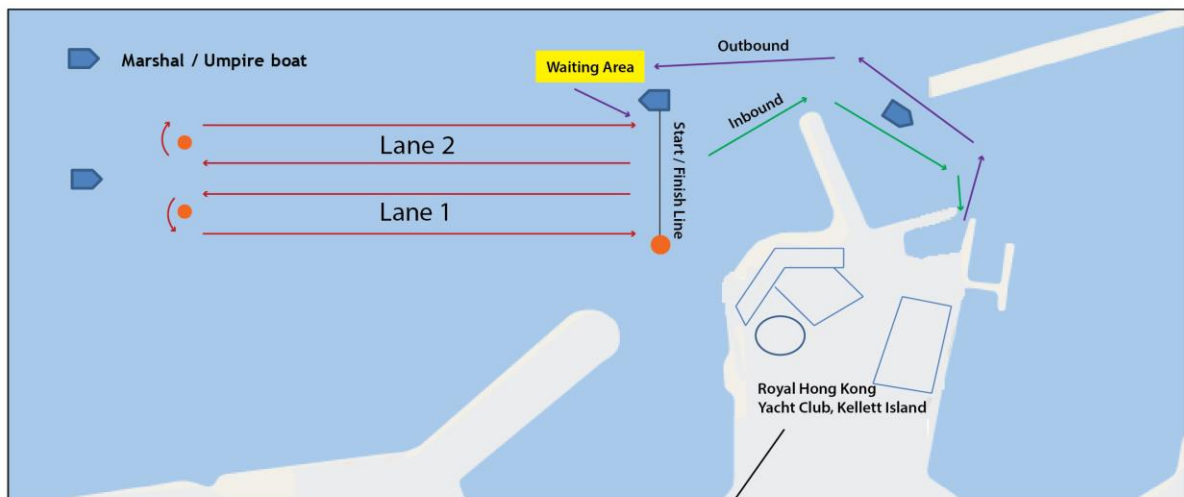 Marshal / Umpire boat
Outbound
Waiting Area
Inbound
Lane 2
Start / Finish Line
Lane 1
Royal Hong Kong
Yacht Club, Kellett Island